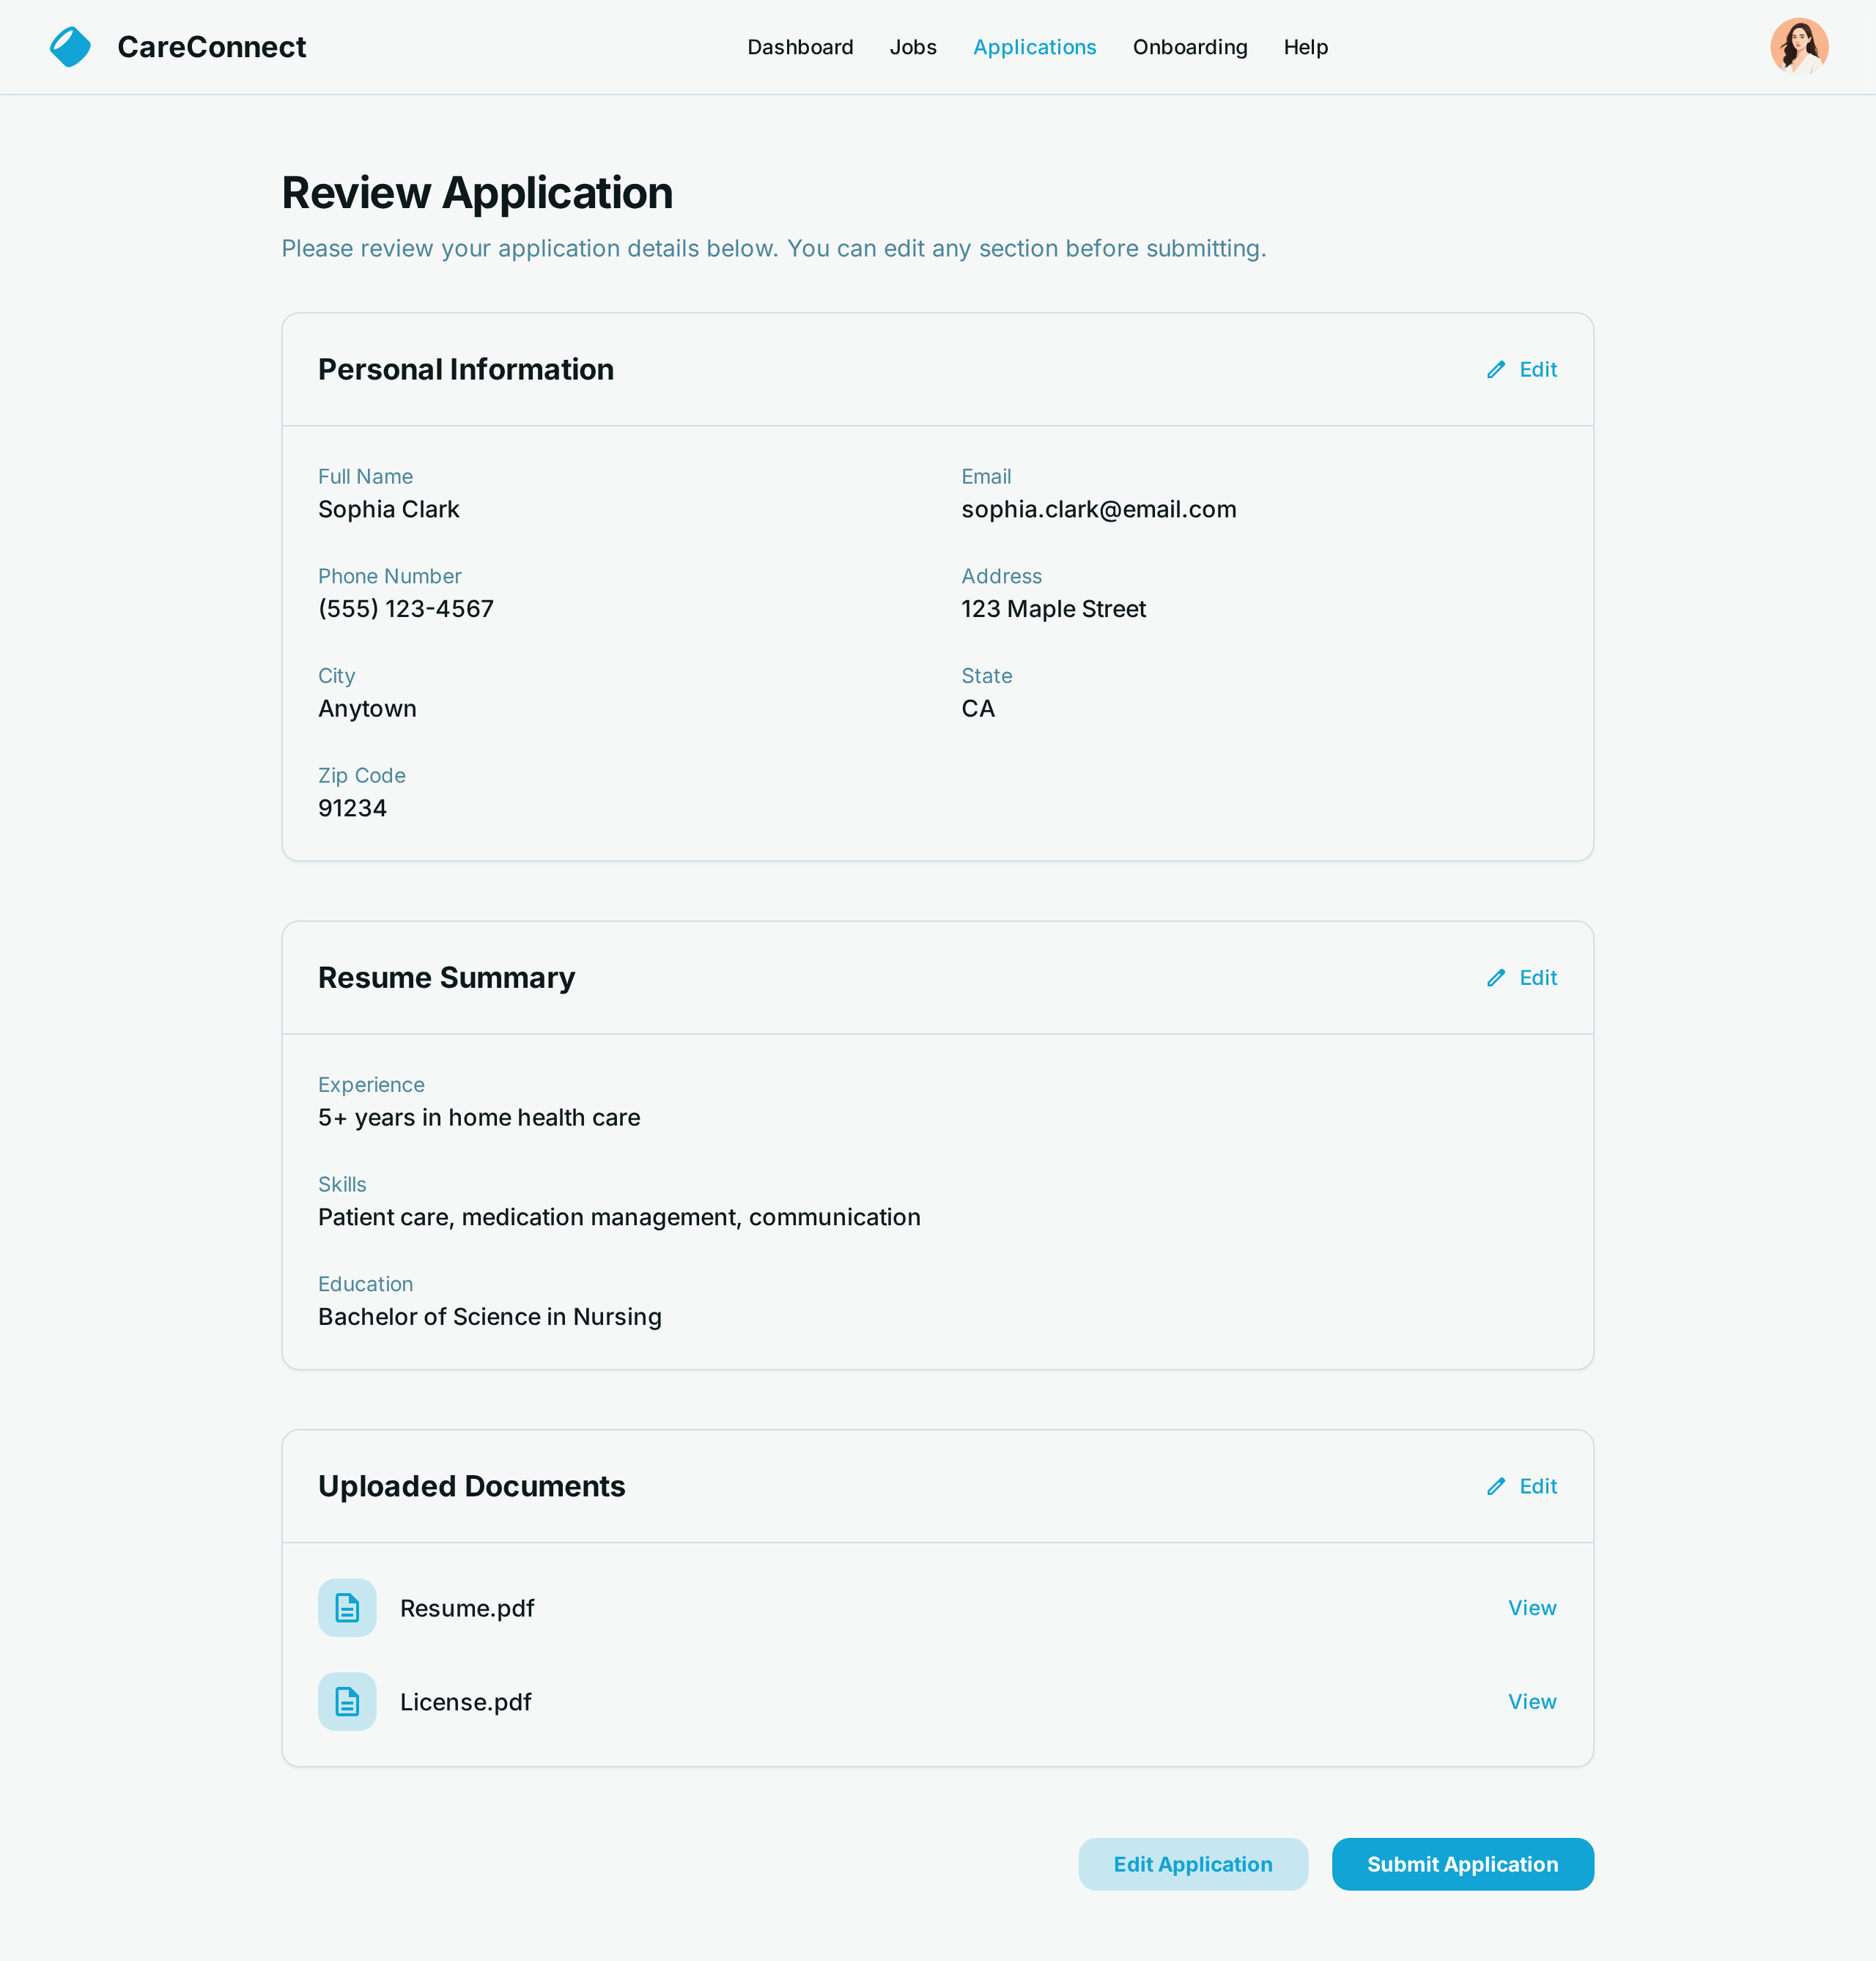 CareConnect
Dashboard Jobs Applications Onboarding Help
Review Application
Please review your application details below. You can edit any section before submitting.
Personal Information
Edit
Full Name
Sophia Clark
Email
sophia.clark@email.com
Phone Number
(555) 123-4567
Address
123 Maple Street
City
Anytown
State
CA
Zip Code
91234
Resume Summary
Edit
Experience
5+ years in home health care
Skills
Patient care, medication management, communication
Education
Bachelor of Science in Nursing
Uploaded Documents
Edit
Resume.pdf
View
License.pdf
View
Edit Application
Submit Application